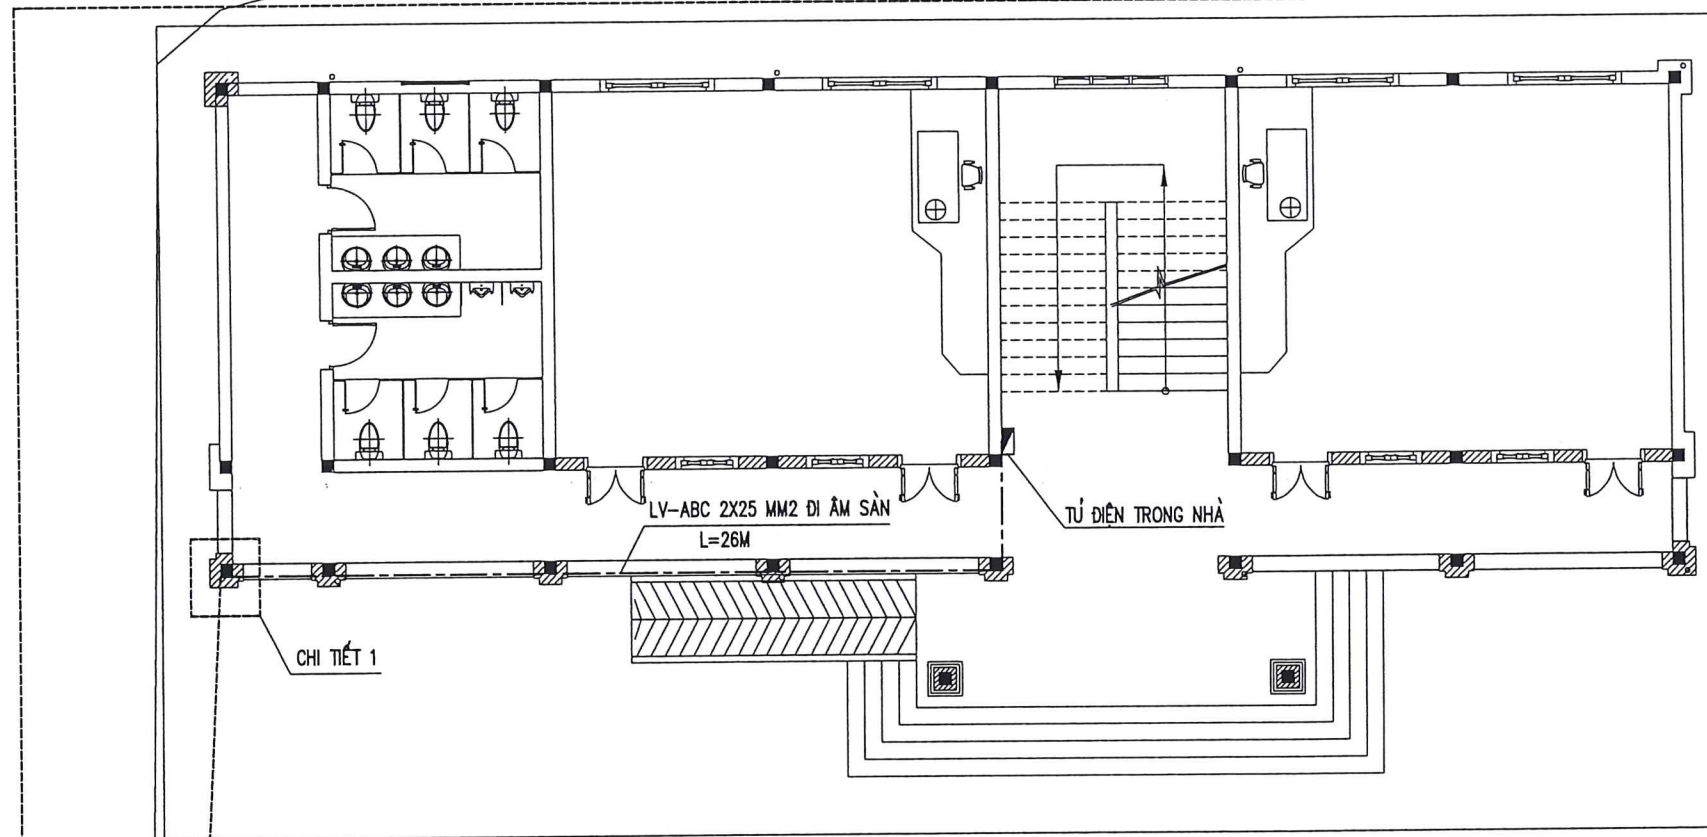 LV-ABC 2X25 MM2 ĐI ÂM SÀN
L=26M
TỦ ĐIỆN TRONG NHÀ
CHI TIẾT 1